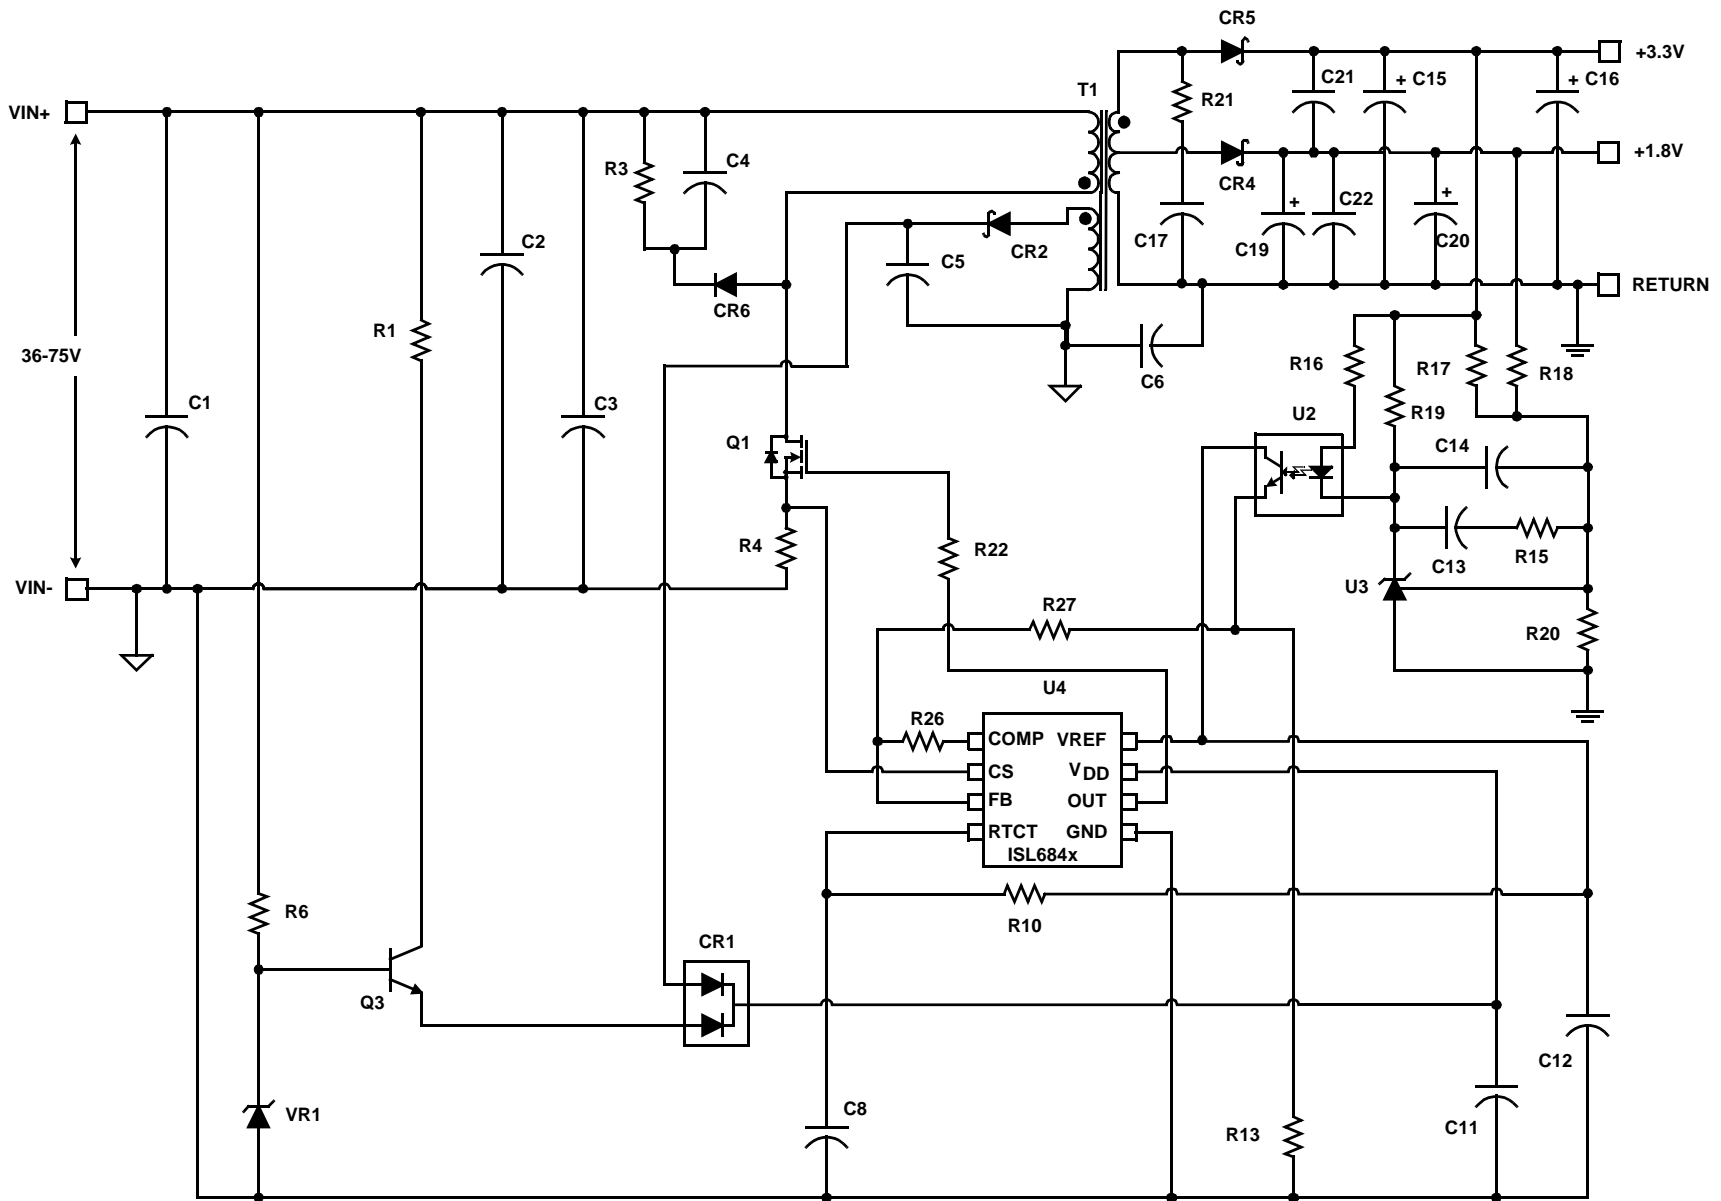 CR5
+3.3V
C21
+ C15
+ C16
T1
R21
VIN+
+1.8V
R3
C4
CR4
+
C22
+
C17
C19
C20
C2
C5
CR2
RETURN
CR6
R1
36-75V
R16
R17
R18
C6
C1
C3
R19
U2
Q1
C14
R4
R22
C13
R15
VIN-
U3
R27
R20
U4
R26
COMP
VREF
CS
VDD
FB
OUT
RTCT
GND
ISL684x
R6
R10
CR1
Q3
C12
VR1
C8
C11
R13